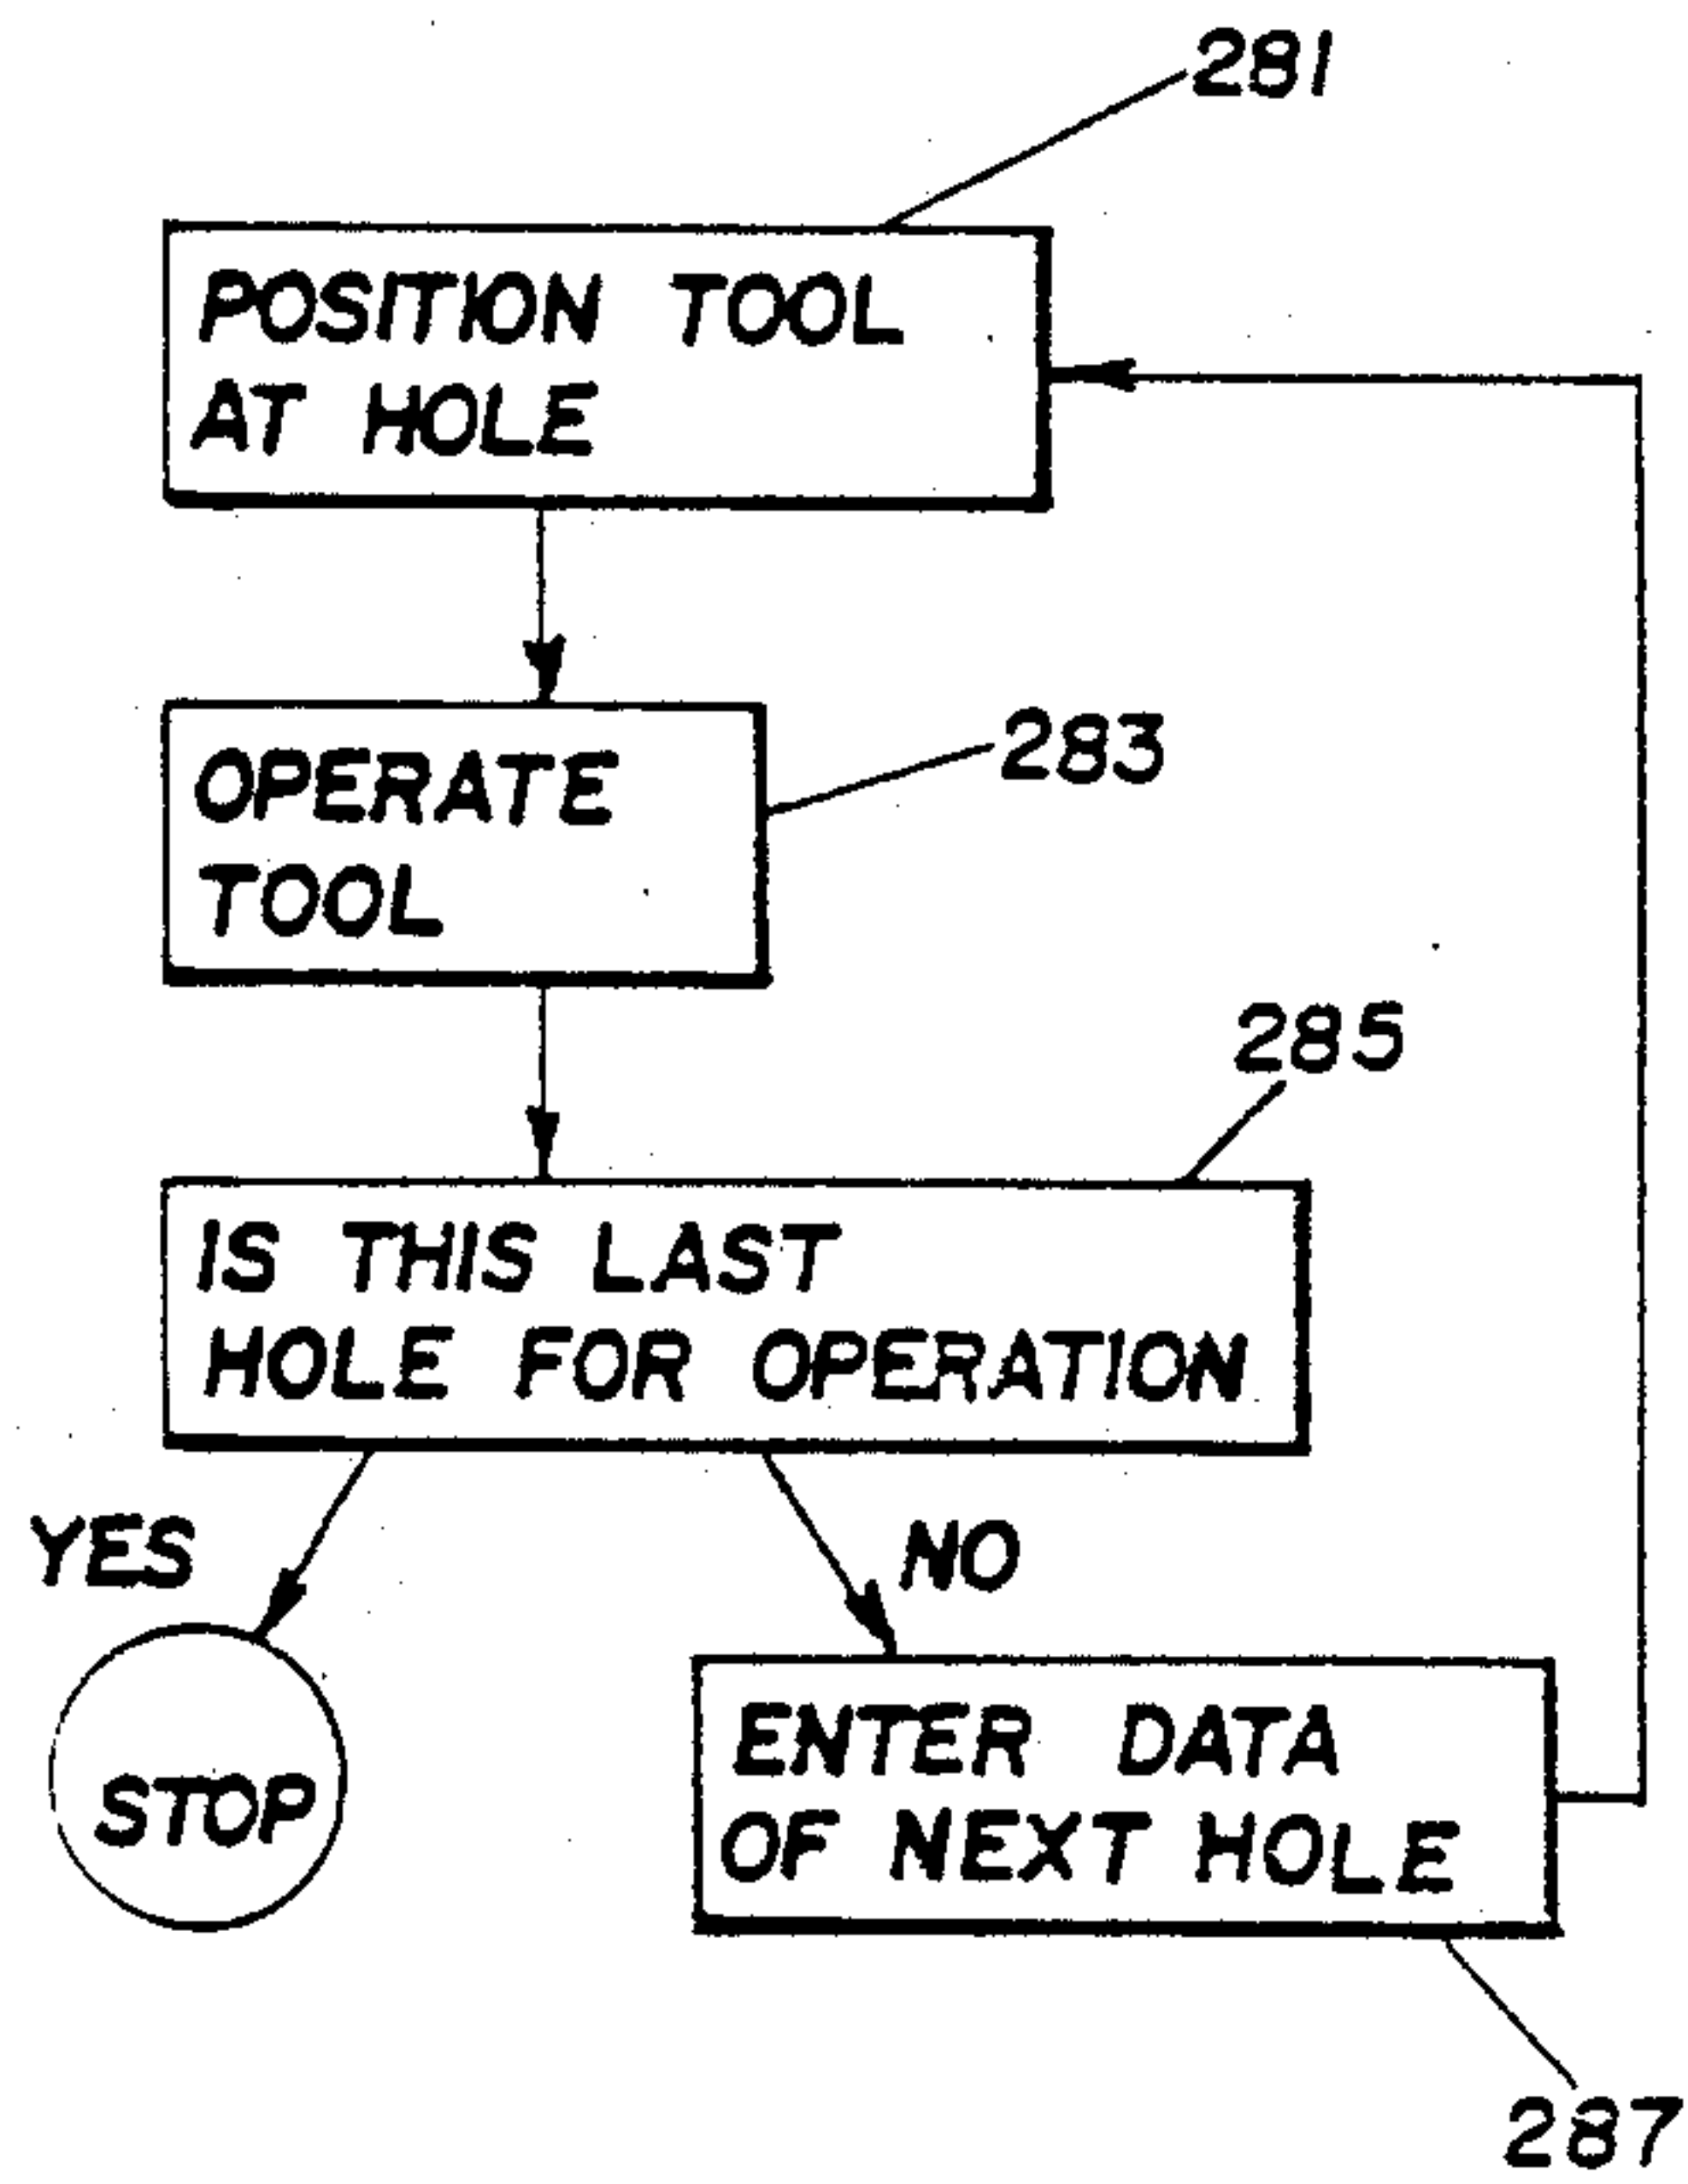 281
POSITION TOOL
AT HOLE
OPERATE
TOOL
283
285
IS THIS LAST
HOLE FOR OPERATION
YES
NO
STOP
ENTER DATA
OF NEXT HOLE
287